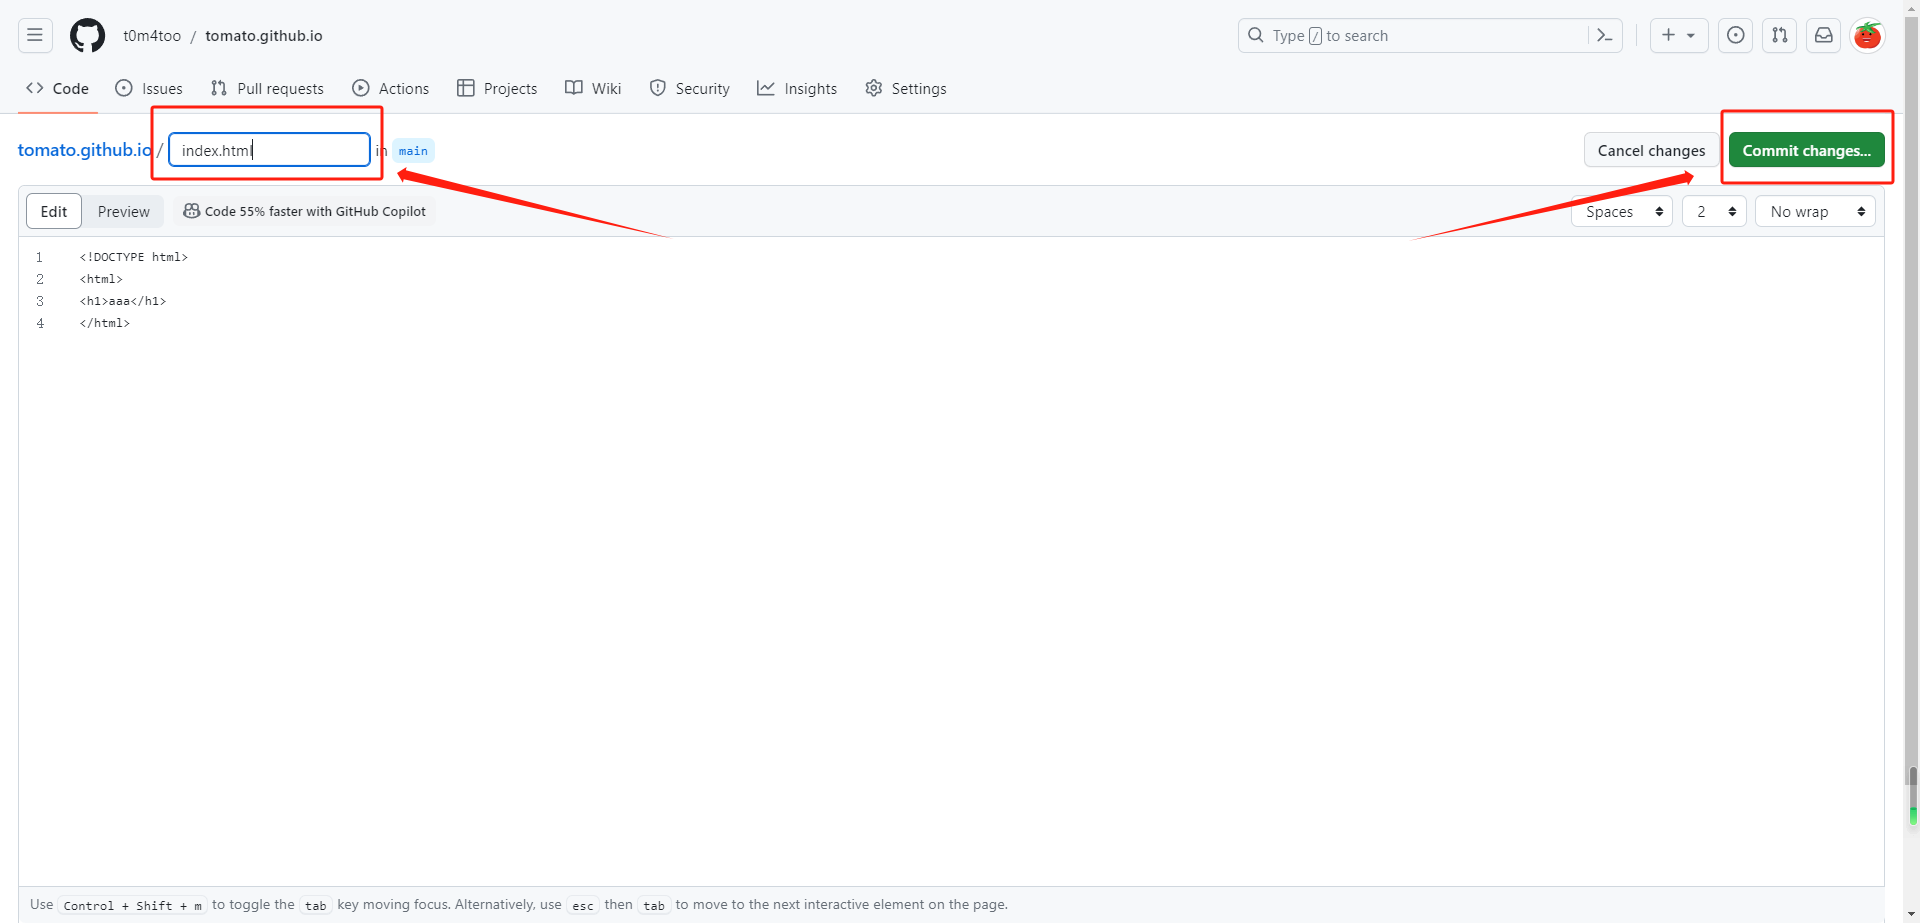 t0m4too / tomato.github.io
Type / to search
Code Issues Pull requests Actions Projects Wiki Insights Security Settings
tomato.github.io / index.html in main
Cancel changes Commit changes...
Edit Preview Code 55% faster with GitHub Copilot
Spaces 2 No wrap
1 <!DOCTYPE html>
2 <html>
3 <h1>aaa</h1>
4 </html>
Use Control + Shift + m to toggle the tab key moving focus. Alternatively, use esc then tab to move to the next interactive element on the page.